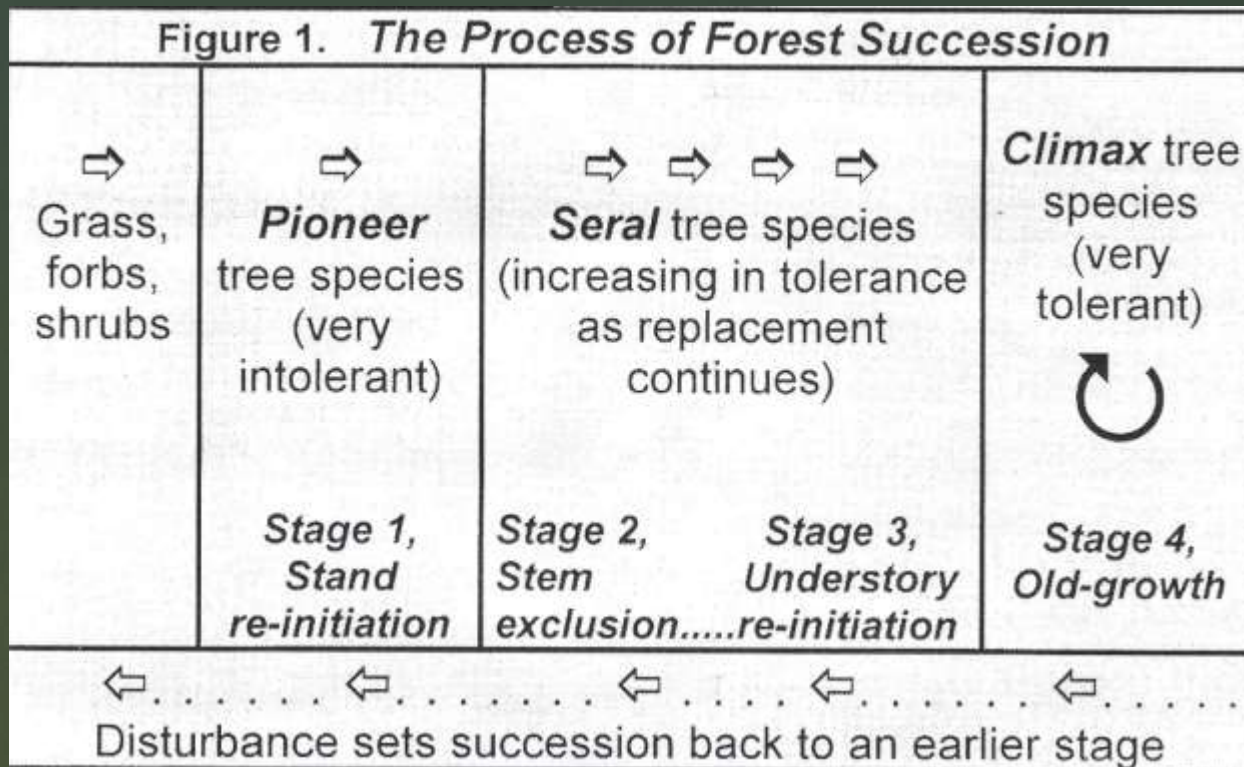 Figure 1. The Process of Forest Succession
Grass,
forbs,
shrubs
Pioneer
tree species
(very
intolerant)
Stage 1,
Stand
re-initiation
Seral tree species
(increasing in tolerance
as replacement
continues)
Stage 2,
Stem
exclusion.....
Stage 3,
Understory
re-initiation
Climax tree
species
(very
tolerant)
Stage 4,
Old-growth
Disturbance sets succession back to an earlier stage